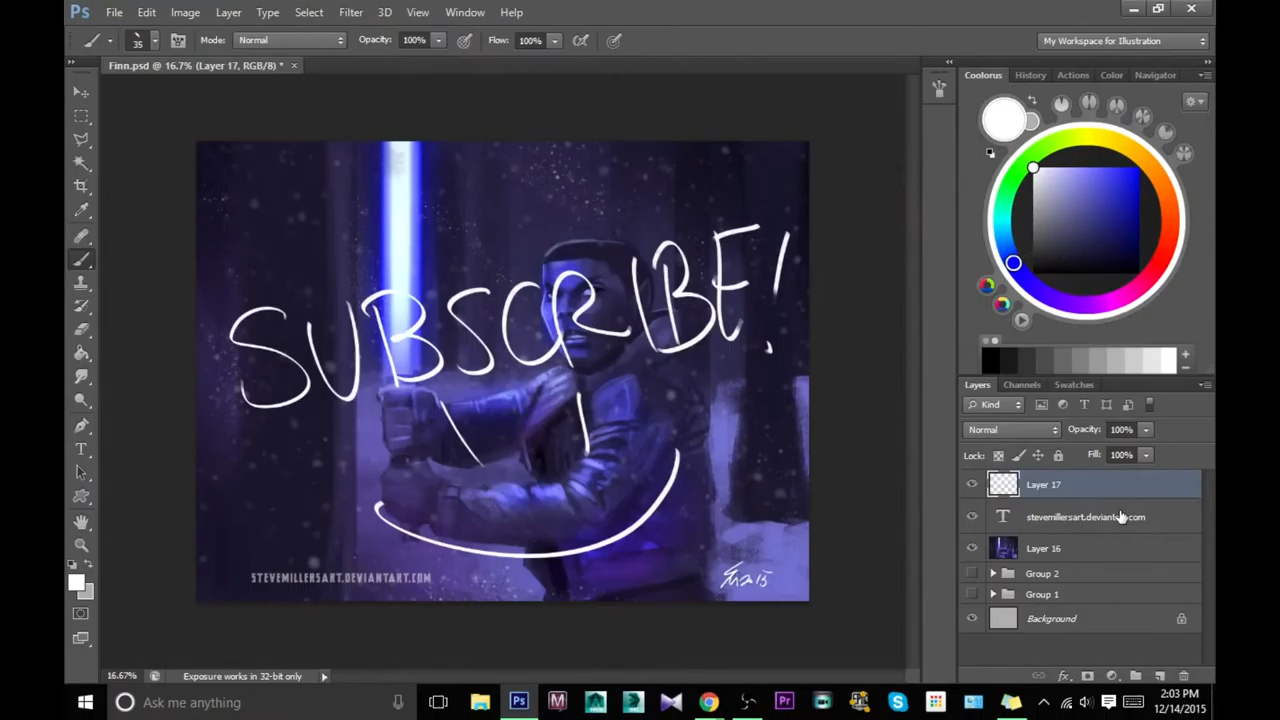 Ps File Edit Image Layer Type Select Filter 3D View Window Help
35 Mode: Normal Opacity: 100% Flow: 100% My Workspace for Illustration
Finn.psd @ 16.7% (Layer 17, RGB/8) *
Coolorus History Actions Color Navigator
SUBSCRIBE!
STEVEMILLERSART.DEVIANTART.COM
Layers Channels Swatches
Kind
Normal Opacity: 100%
Lock: Fill: 100%
Layer 17
stevemillersart.deviantart.com
Layer 16
Group 2
Group 1
Background
16.67% Exposure works in 32-bit only
Ask me anything
2:03 PM
12/14/2015